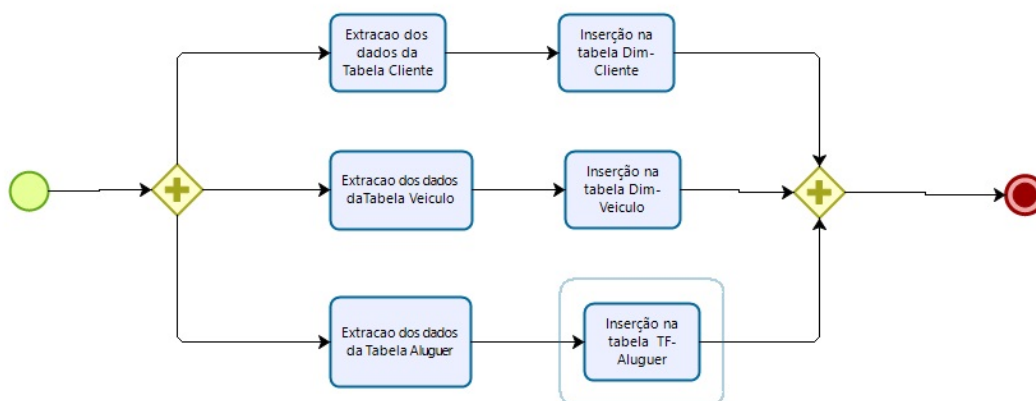 Extracao dos
dados da
Tabela Cliente
Inserção na
tabela Dim-
Cliente
Extracao dos dados
daTabela Veiculo
Inserção na
tabela Dim-
Veiculo
Extracao dos dados
da Tabela Aluguer
Inserção na
tabela TF-
Aluguer